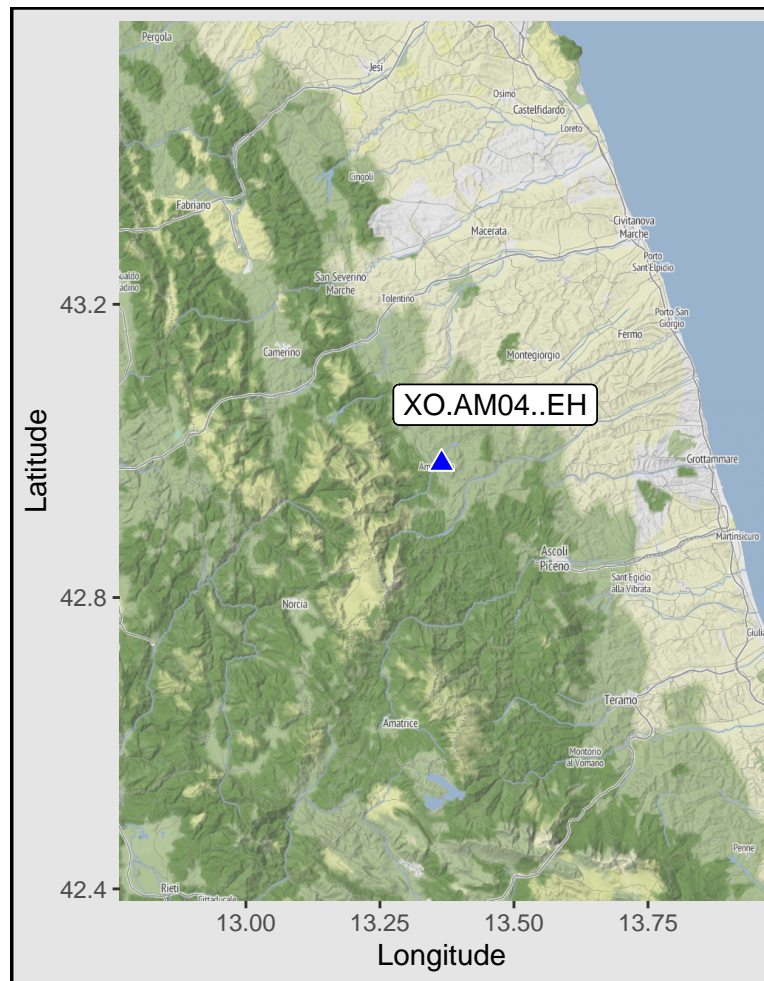 Pergola
Jesi
Osimo
Castelfidardo
Loreto
Cingoli
Fabriano
Macerata
Civitanova
Marche
Porto
Sant'Elpidio
San Severino
Marche
Tolentino
43.2
Porto San
Giorgio
Fermo
Camerino
Montegiorgio
XO.AM04..EH
Grottammare
Latitude
Martinsicuro
Ascoli
Piceno
Sant'Egidio
alla Vibrata
42.8
Norcia
Teramo
Amatrice
Montorio
al Vomano
Penne
42.4
Rieti
13.00
13.25
13.50
13.75
Longitude